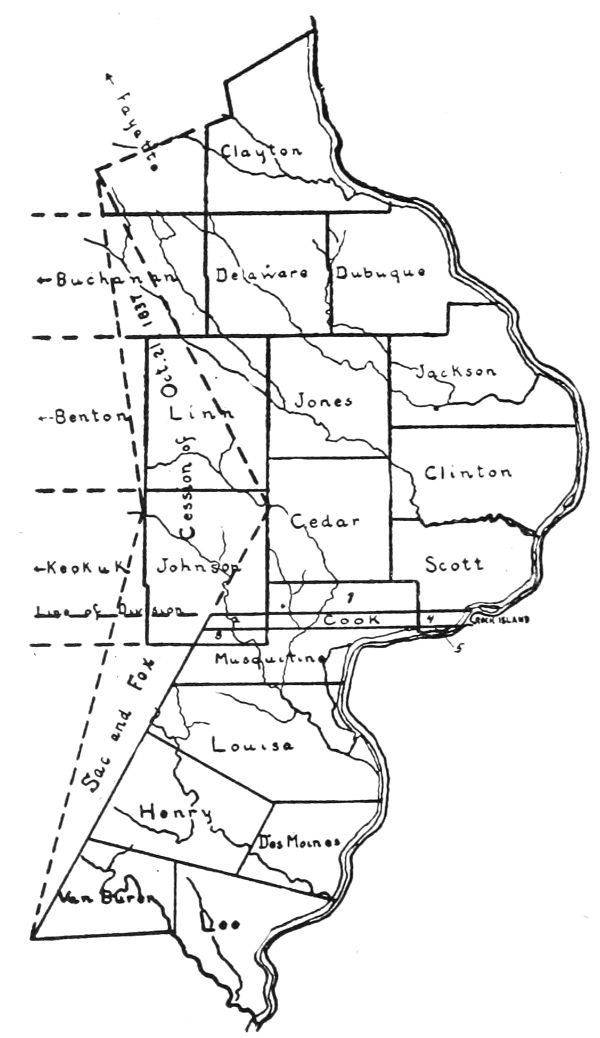 Fayette
Clayton
Buchanan
Delaware
Dubuque
Jackson
Benton
Linn
Jones
Clinton
Cession of Oct. 21 1837
Cedar
Keokuk
Johnson
Scott
1
Line of Division
2
Cook
4
ROCK ISLAND
3
5
Musquitine
Sac and Fox
Louisa
Henry
Des Moines
Van Buren
Lee